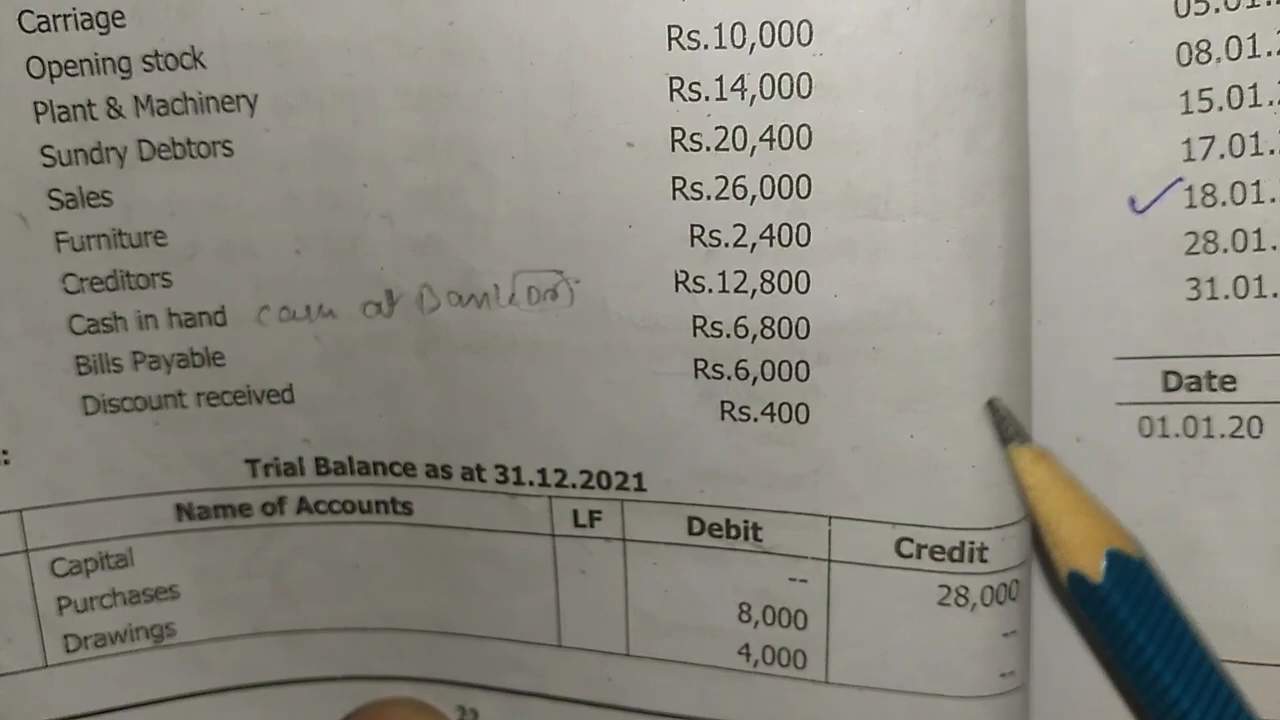 Carriage
Opening stock Rs.10,000
Plant & Machinery Rs.14,000
Sundry Debtors Rs.20,400
Sales Rs.26,000
Furniture Rs.2,400
Creditors Rs.12,800
Cash in hand cash at Bank Rs.6,800
Bills Payable Rs.6,000
Discount received Rs.400
:
Trial Balance as at 31.12.2021
Name of Accounts LF Debit Credit
Capital -- 28,000
Purchases 8,000 --
Drawings 4,000 --
08.01.
15.01.
17.01.
18.01.
28.01.
31.01.
Date
01.01.20